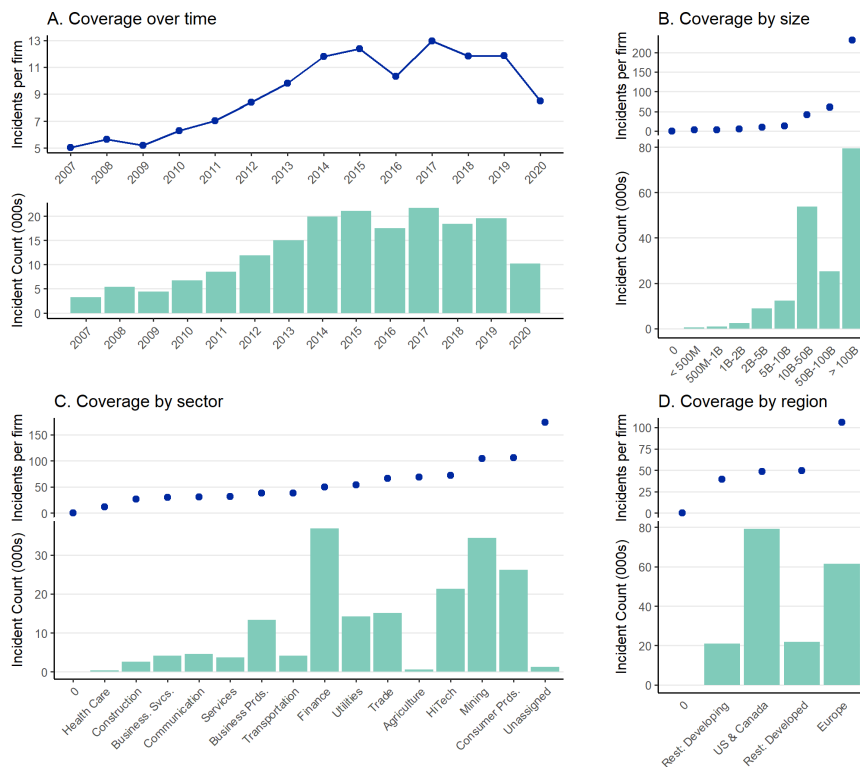 A. Coverage over time
Incidents per firm
13
11
9
7
5
2007 2008 2009 2010 2011 2012 2013 2014 2015 2016 2017 2018 2019 2020
Incident Count (000s)
20
15
10
5
0
2007 2008 2009 2010 2011 2012 2013 2014 2015 2016 2017 2018 2019 2020
B. Coverage by size
Incidents per firm
200
150
100
50
0
Incident Count (000s)
80
60
40
20
0
0 < 500M 500M-1B 1B-2B 2B-5B 5B-10B 10B-50B 50B-100B > 100B
C. Coverage by sector
Incidents per firm
150
100
50
0
Incident Count (000s)
30
20
10
0
0 Health Care Construction Business. Svcs. Communication Services Business Prds. Transportation Finance Utilities Trade Agriculture HiTech Mining Consumer Prds. Unassigned
D. Coverage by region
Incidents per firm
100
75
50
25
0
Incident Count (000s)
80
60
40
20
0
0 Rest: Developing US & Canada Rest: Developed Europe